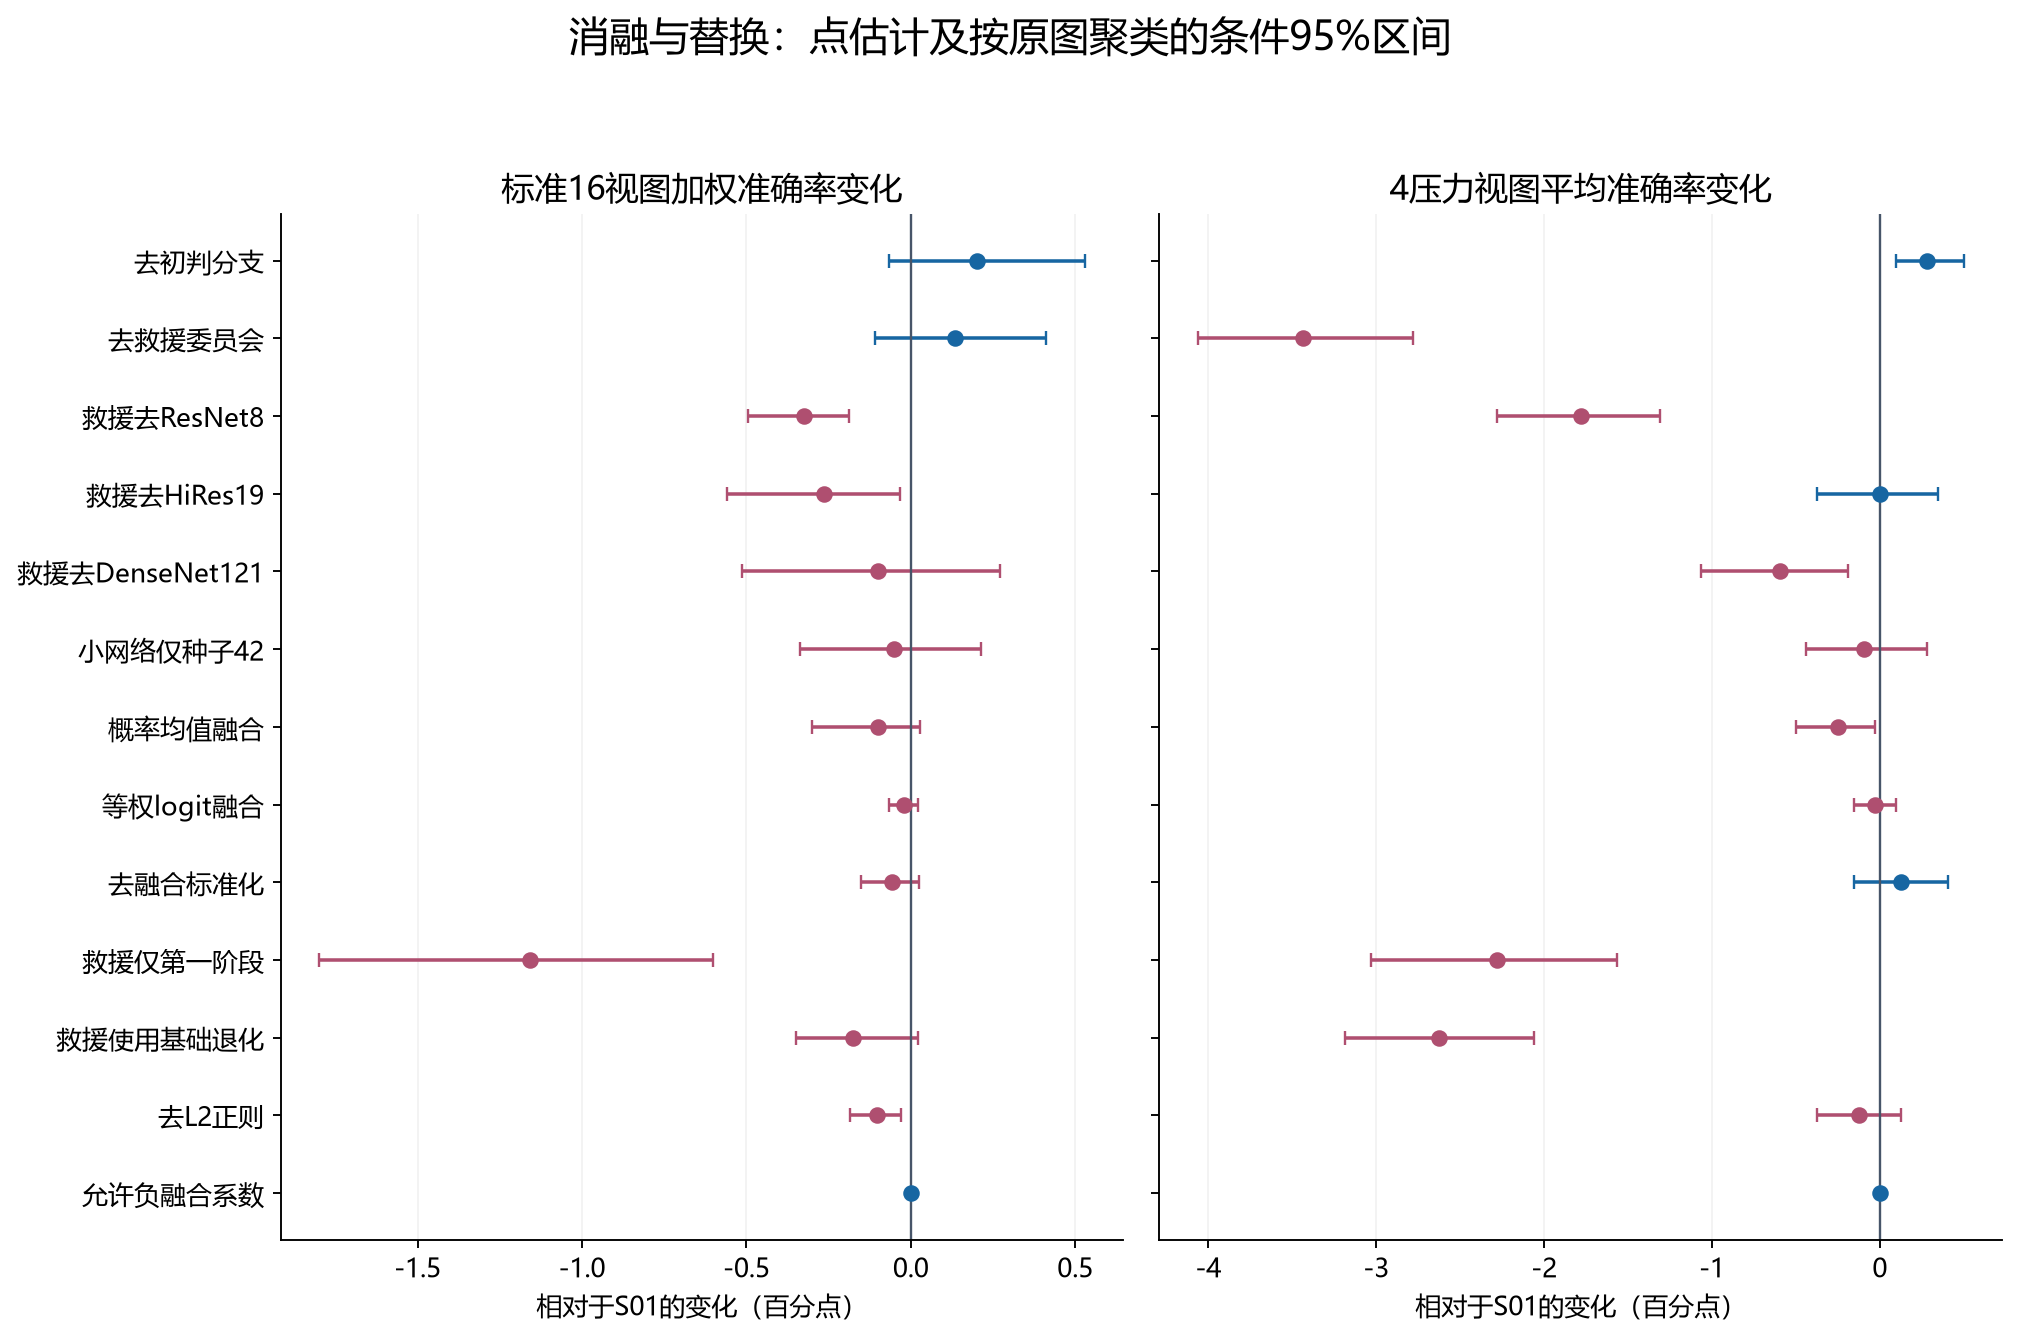 消融与替换：点估计及按原图聚类的条件95%区间
标准16视图加权准确率变化
4压力视图平均准确率变化
去初判分支
去救援委员会
救援去ResNet8
救援去HiRes19
救援去DenseNet121
小网络仅种子42
概率均值融合
等权logit融合
去融合标准化
救援仅第一阶段
救援使用基础退化
去L2正则
允许负融合系数
-1.5 -1.0 -0.5 0.0 0.5
-4 -3 -2 -1 0
相对于S01的变化（百分点）
相对于S01的变化（百分点）